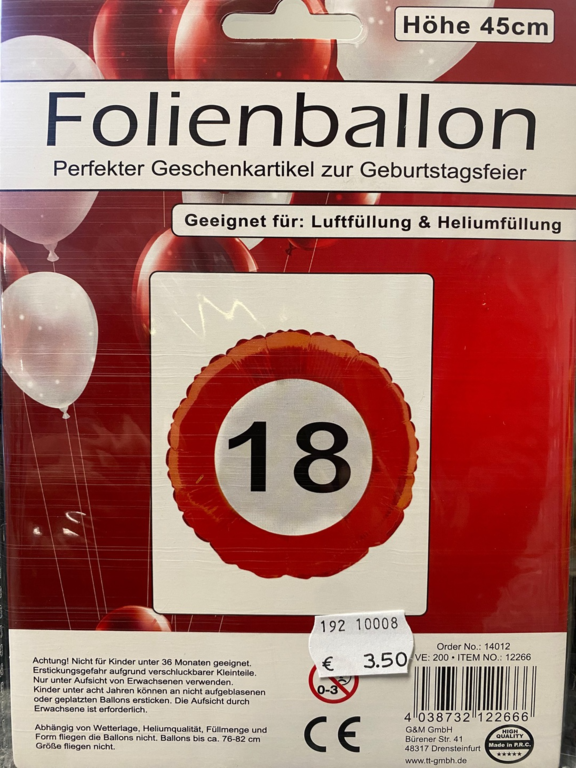 Höhe 45cm
Folienballon
Perfekter Geschenkartikel zur Geburtstagsfeier
Geeignet für: Luftfüllung & Heliumfüllung
18
192 10008
€ 3.50
Order No.: 14012
VE: 200 • ITEM NO.: 12266
Achtung! Nicht für Kinder unter 36 Monaten geeignet.
Erstickungsgefahr aufgrund verschluckbarer Kleinteile.
Nur unter Aufsicht von Erwachsenen verwenden.
Kinder unter acht Jahren können an nicht aufgeblasenen
oder geplatzten Ballons ersticken. Die Aufsicht durch
Erwachsene ist erforderlich.
0-3
Abhängig von Wetterlage, Heliumqualität, Füllmenge und
Form fliegen die Ballons nicht. Ballons bis ca. 76-82 cm
Größe fliegen nicht.
CE
4 038732 122666
G&M GmbH
Bürener Str. 41
48317 Drensteinfurt
www.tt-gmbh.de
HIGH
QUALITY
Made in P.R.C.